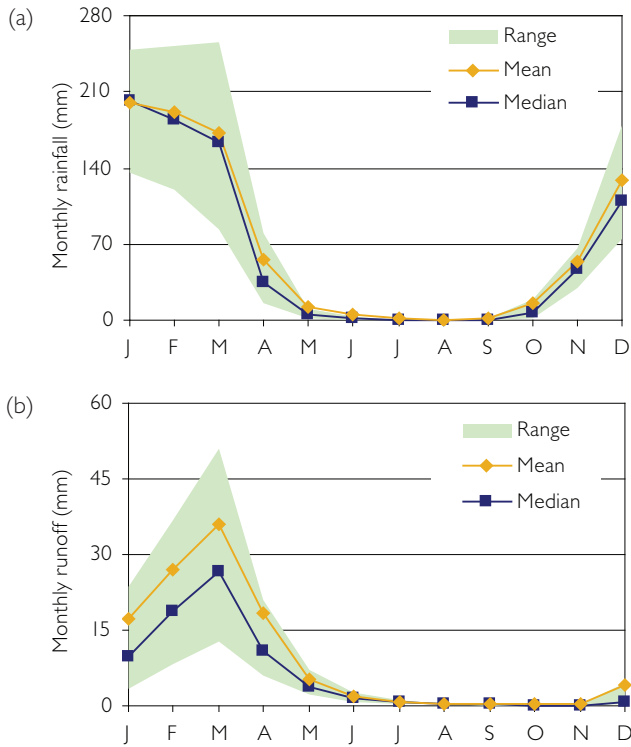 (a)
280
210
140
70
0
Monthly rainfall (mm)
Range
Mean
Median
J F M A M J J A S O N D
(b)
60
45
30
15
0
Monthly runoff (mm)
Range
Mean
Median
J F M A M J J A S O N D